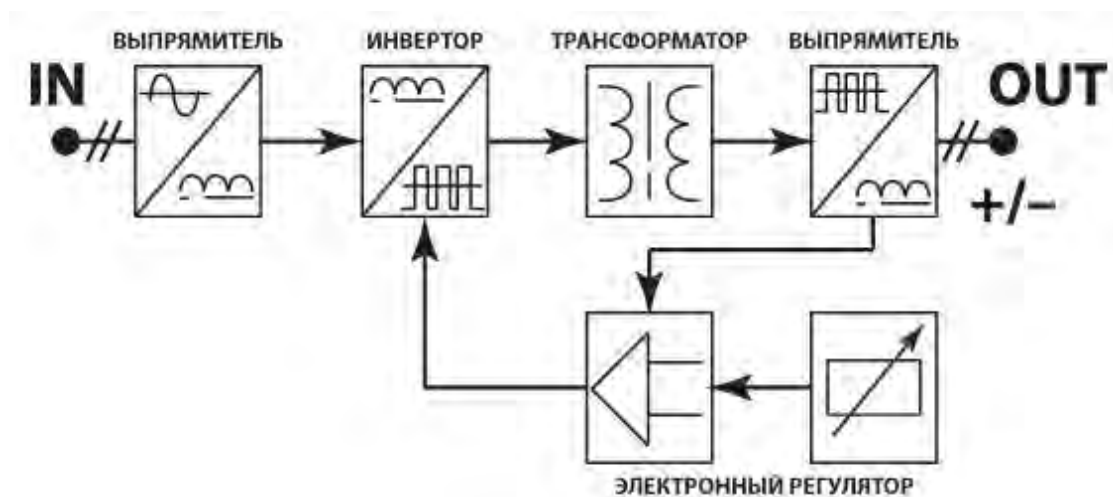 ВЫПРЯМИТЕЛЬ ИНВЕРТОР ТРАНСФОРМАТОР ВЫПРЯМИТЕЛЬ
IN
OUT
+/−
ЭЛЕКТРОННЫЙ РЕГУЛЯТОР